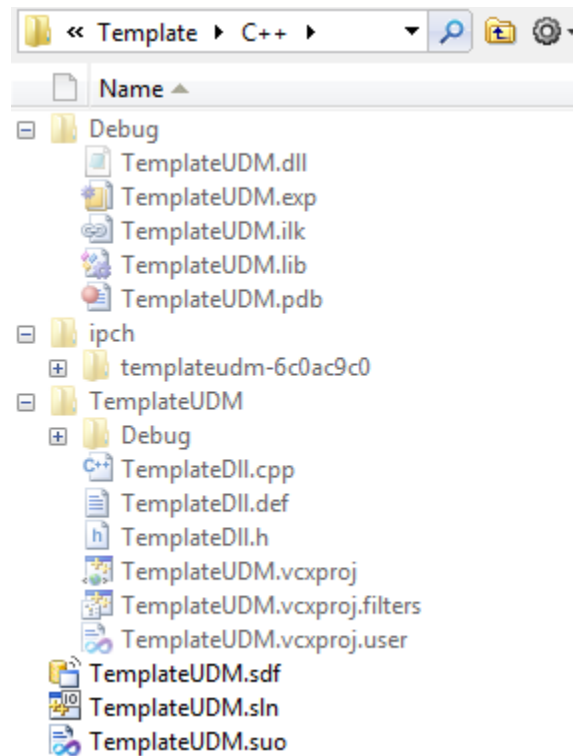 « Template C++
Name
Debug
TemplateUDM.dll
TemplateUDM.exp
TemplateUDM.ilk
TemplateUDM.lib
TemplateUDM.pdb
ipch
templateudm-6c0ac9c0
TemplateUDM
Debug
TemplateDll.cpp
TemplateDll.def
TemplateDll.h
TemplateUDM.vcxproj
TemplateUDM.vcxproj.filters
TemplateUDM.vcxproj.user
TemplateUDM.sdf
TemplateUDM.sln
TemplateUDM.suo